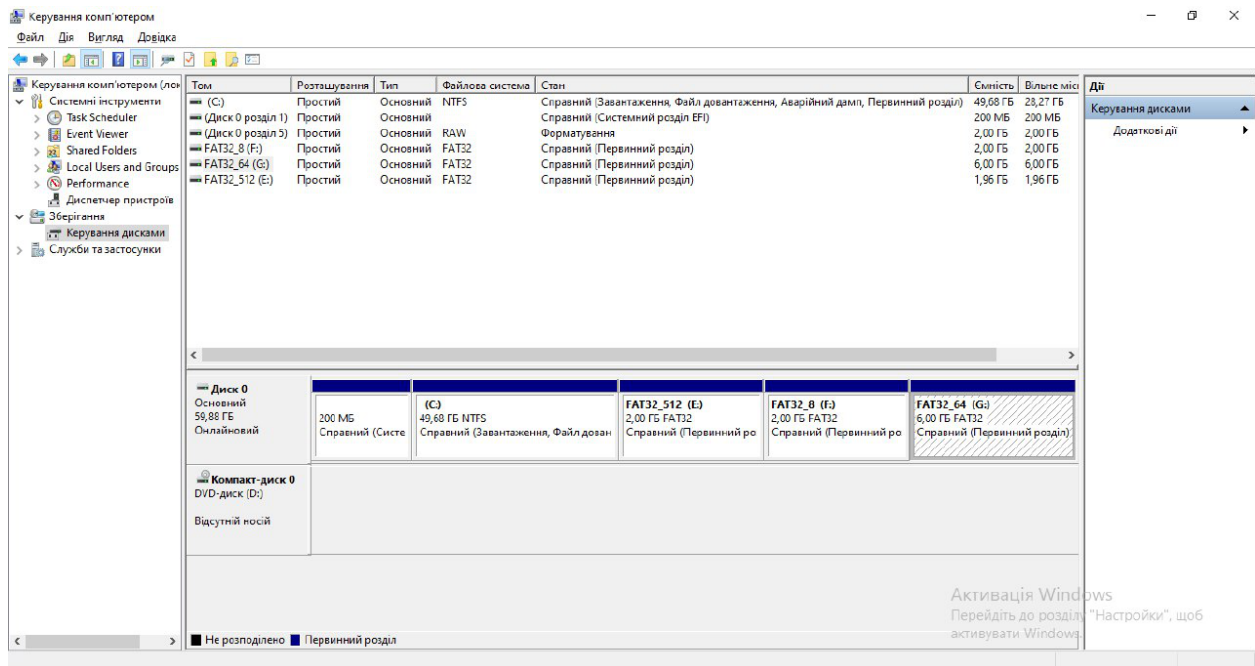 Керування комп'ютером
Файл Дія Вигляд Довідка
Керування комп'ютером (лок
Системні інструменти
Task Scheduler
Event Viewer
Shared Folders
Local Users and Groups
Performance
Диспетчер пристроїв
Зберігання
Керування дисками
Служби та застосунки
Том Розташування Тип Файлова система Стан Ємність Вільне місц
(C:) Простий Основний NTFS Справний (Завантаження, Файл довантаження, Аварійний дамп, Первинний розділ) 49,68 ГБ 28,27 ГБ
(Диск 0 розділ 1) Простий Основний Справний (Системний розділ EFI) 200 МБ 200 МБ
(Диск 0 розділ 5) Простий Основний RAW Форматування 2,00 ГБ 2,00 ГБ
FAT32_8 (F:) Простий Основний FAT32 Справний (Первинний розділ) 2,00 ГБ 2,00 ГБ
FAT32_64 (G:) Простий Основний FAT32 Справний (Первинний розділ) 6,00 ГБ 6,00 ГБ
FAT32_512 (E:) Простий Основний FAT32 Справний (Первинний розділ) 1,96 ГБ 1,96 ГБ
Дії
Керування дисками
Додаткові дії
Диск 0
Основний
59,88 ГБ
Онлайновий
200 МБ
Справний (Систе
(C:)
49,68 ГБ NTFS
Справний (Завантаження, Файл дован
FAT32_512 (E:)
2,00 ГБ FAT32
Справний (Первинний ро
FAT32_8 (F:)
2,00 ГБ FAT32
Справний (Первинний ро
FAT32_64 (G:)
6,00 ГБ FAT32
Справний (Первинний розділ)
Компакт-диск 0
DVD-диск (D:)
Відсутній носій
Не розподілено Первинний розділ
Активація Windows
Перейдіть до розділу "Настройки", щоб
активувати Windows.